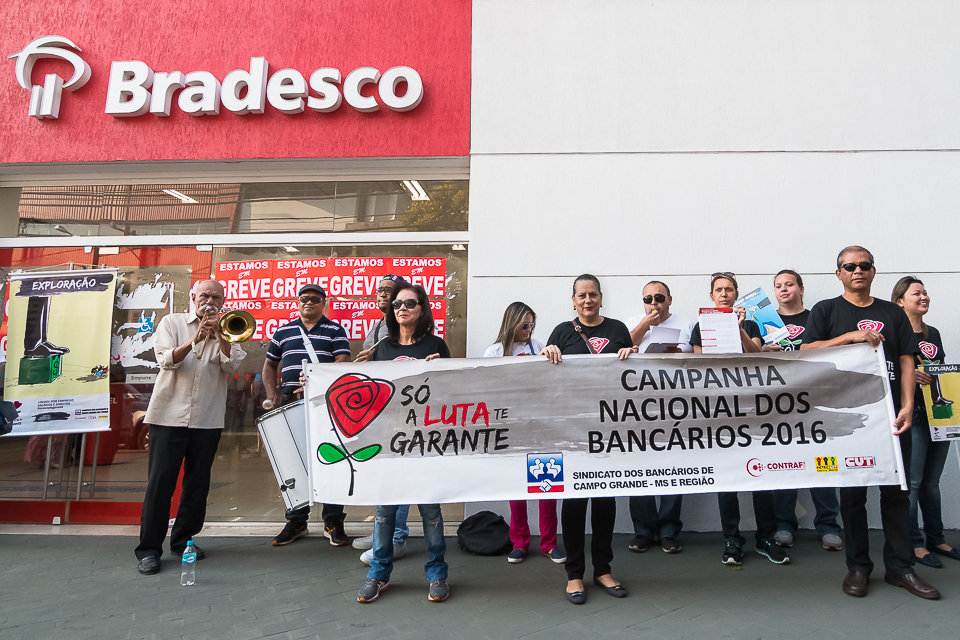 Bradesco
EXPLORAÇÃO
ESTAMOS
em
GREVE
ESTAMOS
em
GREVE
ESTAMOS
em
GREVE
ESTAMOS
em
GREVE
Empurre
SÓ
A LUTA TE
GARANTE
CAMPANHA
NACIONAL DOS
BANCÁRIOS 2016
SINDICATO DOS BANCÁRIOS DE
CAMPO GRANDE - MS E REGIÃO
CONTRAF
CUT
EXPLORAÇÃO